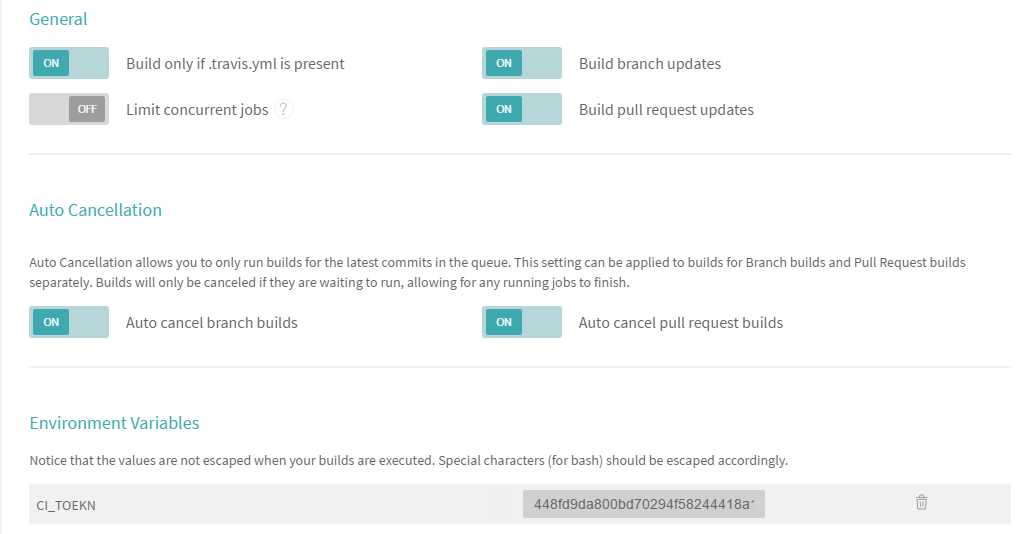 General
ON Build only if .travis.yml is present ON Build branch updates
OFF Limit concurrent jobs ? ON Build pull request updates
Auto Cancellation
Auto Cancellation allows you to only run builds for the latest commits in the queue. This setting can be applied to builds for Branch builds and Pull Request builds
separately. Builds will only be canceled if they are waiting to run, allowing for any running jobs to finish.
ON Auto cancel branch builds ON Auto cancel pull request builds
Environment Variables
Notice that the values are not escaped when your builds are executed. Special characters (for bash) should be escaped accordingly.
CI_TOEKN 448fd9da800bd70294f58244418a